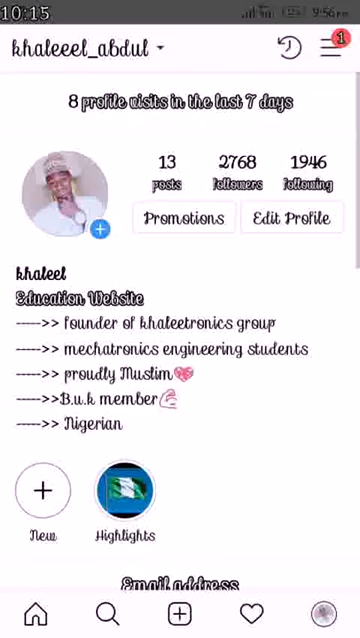 10:15
9:56 PM
khaleeel_abdul
1
8 profile visits in the last 7 days
13 2768 1946
posts followers following
Promotions Edit Profile
khaleel
Education Website
----->> founder of khaleetronics group
----->> mechatronics engineering students
----->> proudly Muslim💓
----->>B.u.k member💪
----->> Nigerian
New Highlights
Email address